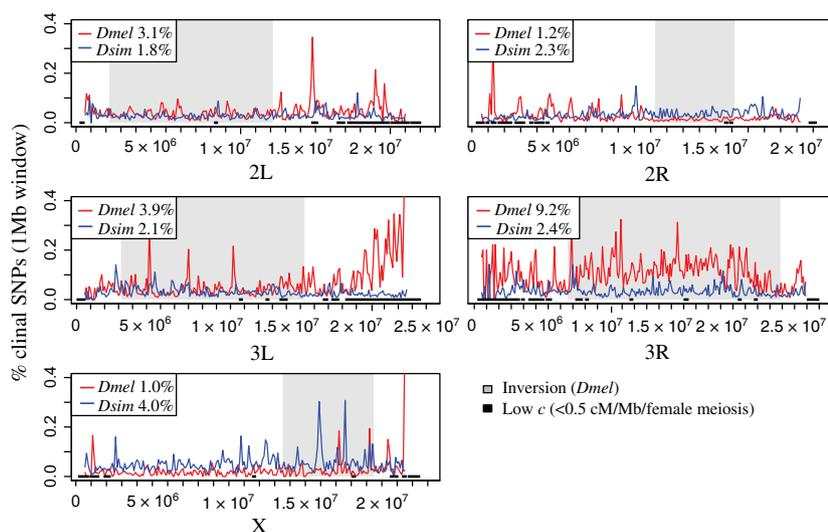 % clinal SNPs (1Mb window)
0.4
0.2
0.0
Dmel 3.1%
Dsim 1.8%
0
5 × 10⁶
1 × 10⁷
1.5 × 10⁷
2 × 10⁷
2L
Dmel 1.2%
Dsim 2.3%
0
5 × 10⁶
1 × 10⁷
1.5 × 10⁷
2 × 10⁷
2R
0.4
0.2
0.0
Dmel 3.9%
Dsim 2.1%
0
5 × 10⁶
1 × 10⁷
1.5 × 10⁷
2 × 10⁷
2.5 × 10⁷
3L
Dmel 9.2%
Dsim 2.4%
0
5 × 10⁶
1 × 10⁷
1.5 × 10⁷
2 × 10⁷
2.5 × 10⁷
3R
0.4
0.2
0.0
Dmel 1.0%
Dsim 4.0%
0
5 × 10⁶
1 × 10⁷
1.5 × 10⁷
2 × 10⁷
X
Inversion (Dmel)
Low c (<0.5 cM/Mb/female meiosis)